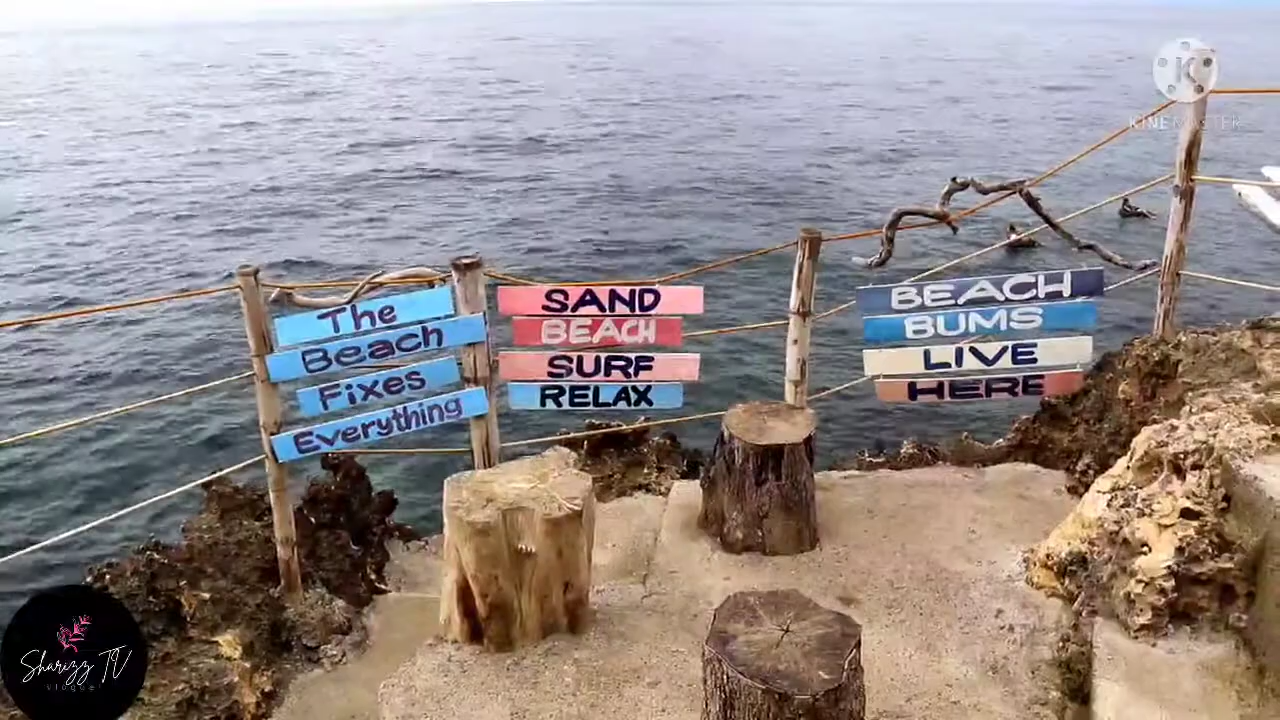 The
Beach
Fixes
Everything
SAND
BEACH
SURF
RELAX
BEACH
BUMS
LIVE
HERE
K
KINEMASTER
Sharizz TV
vlogger